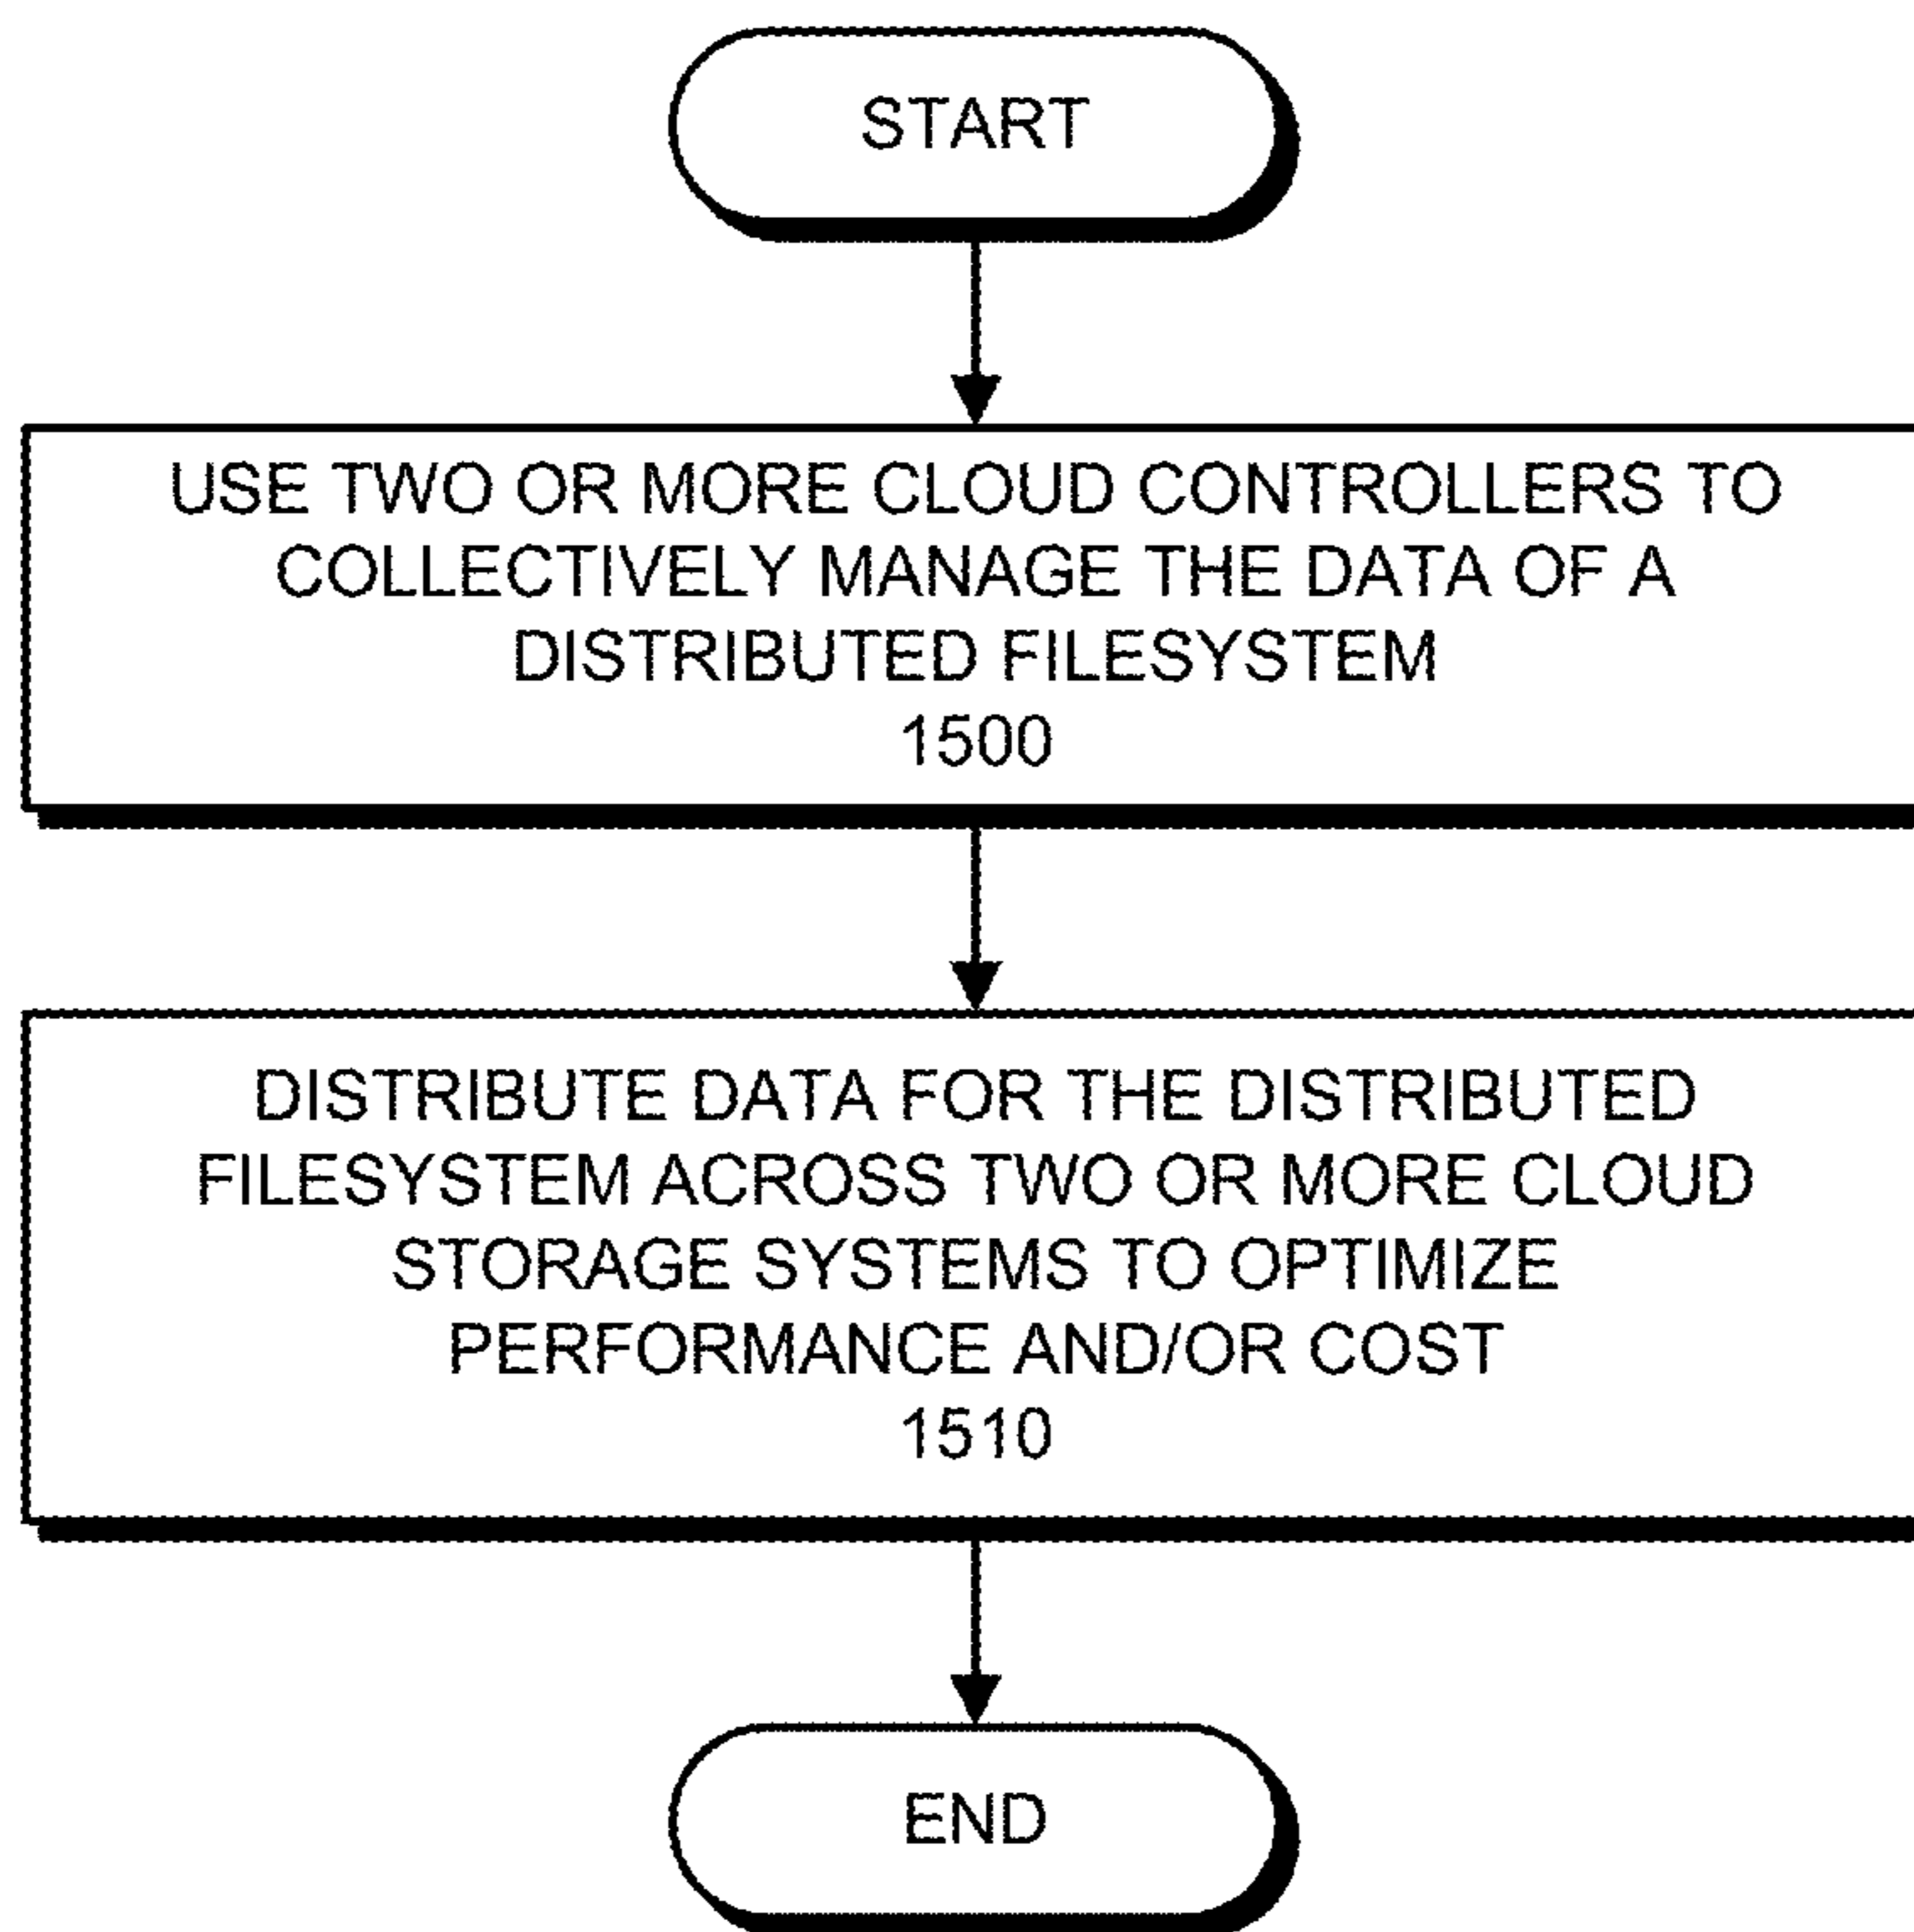 START
USE TWO OR MORE CLOUD CONTROLLERS TO
COLLECTIVELY MANAGE THE DATA OF A
DISTRIBUTED FILESYSTEM
1500
DISTRIBUTE DATA FOR THE DISTRIBUTED
FILESYSTEM ACROSS TWO OR MORE CLOUD
STORAGE SYSTEMS TO OPTIMIZE
PERFORMANCE AND/OR COST
1510
END